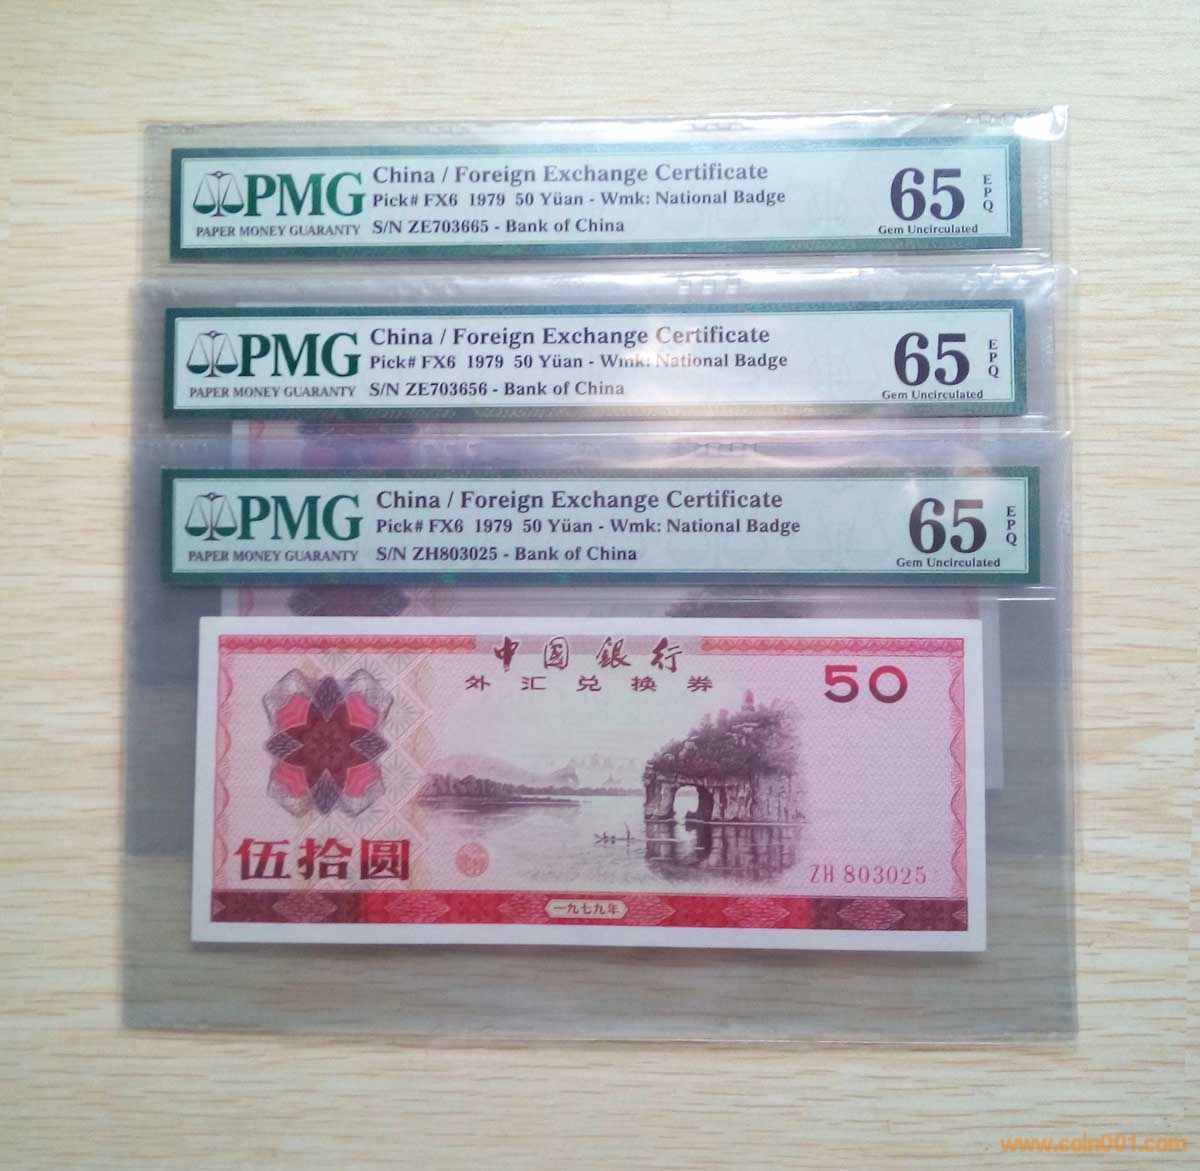 PMG
PAPER MONEY GUARANTY
China / Foreign Exchange Certificate
Pick# FX6 1979 50 Yüan - Wmk: National Badge
S/N ZE703665 - Bank of China
65
EPQ
Gem Uncirculated
PMG
PAPER MONEY GUARANTY
China / Foreign Exchange Certificate
Pick# FX6 1979 50 Yüan - Wmk: National Badge
S/N ZE703656 - Bank of China
65
EPQ
Gem Uncirculated
PMG
PAPER MONEY GUARANTY
China / Foreign Exchange Certificate
Pick# FX6 1979 50 Yüan - Wmk: National Badge
S/N ZH803025 - Bank of China
65
EPQ
Gem Uncirculated
中国銀行
外汇兑换券
50
伍拾圆
ZH 803025
一九七九年
www.coin001.com